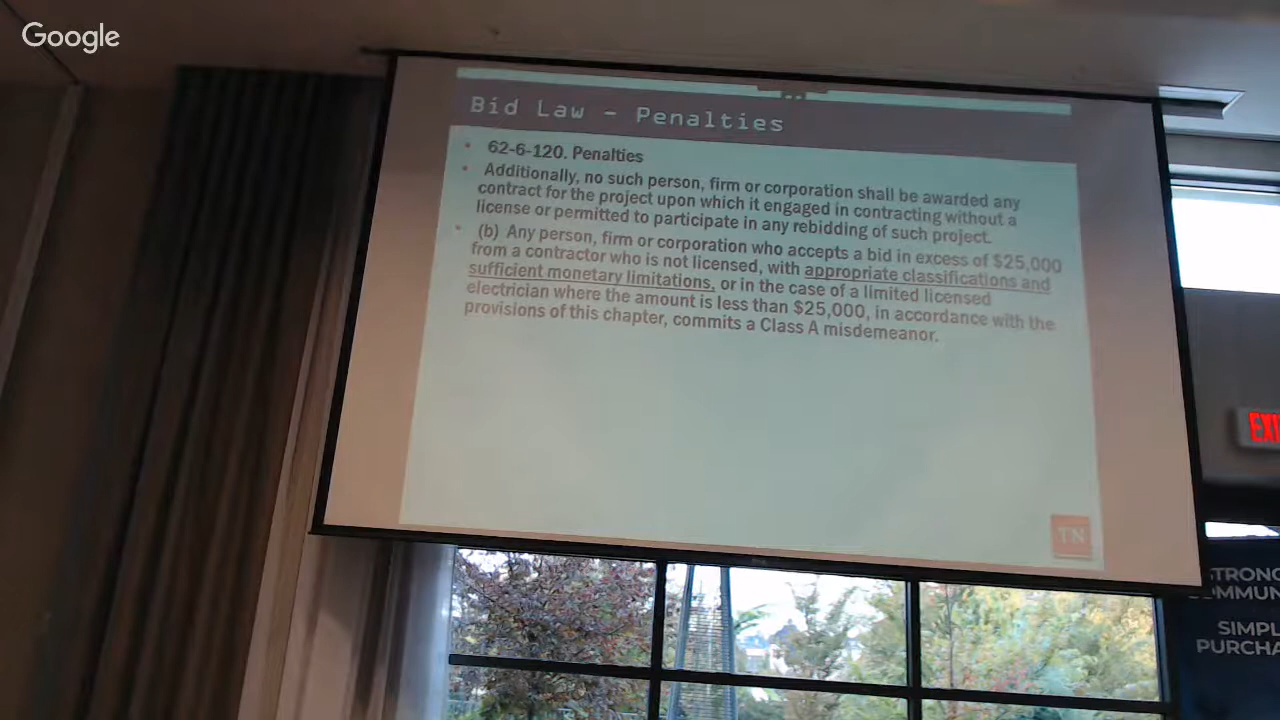 Google
Bid Law - Penalties
• 62-6-120. Penalties
• Additionally, no such person, firm or corporation shall be awarded any
contract for the project upon which it engaged in contracting without a
license or permitted to participate in any rebidding of such project.
• (b) Any person, firm or corporation who accepts a bid in excess of $25,000
from a contractor who is not licensed, with appropriate classifications and
sufficient monetary limitations, or in the case of a limited licensed
electrician where the amount is less than $25,000, in accordance with the
provisions of this chapter, commits a Class A misdemeanor.
TN
EXI
TRONG
MMUN
SIMPL
PURCHA